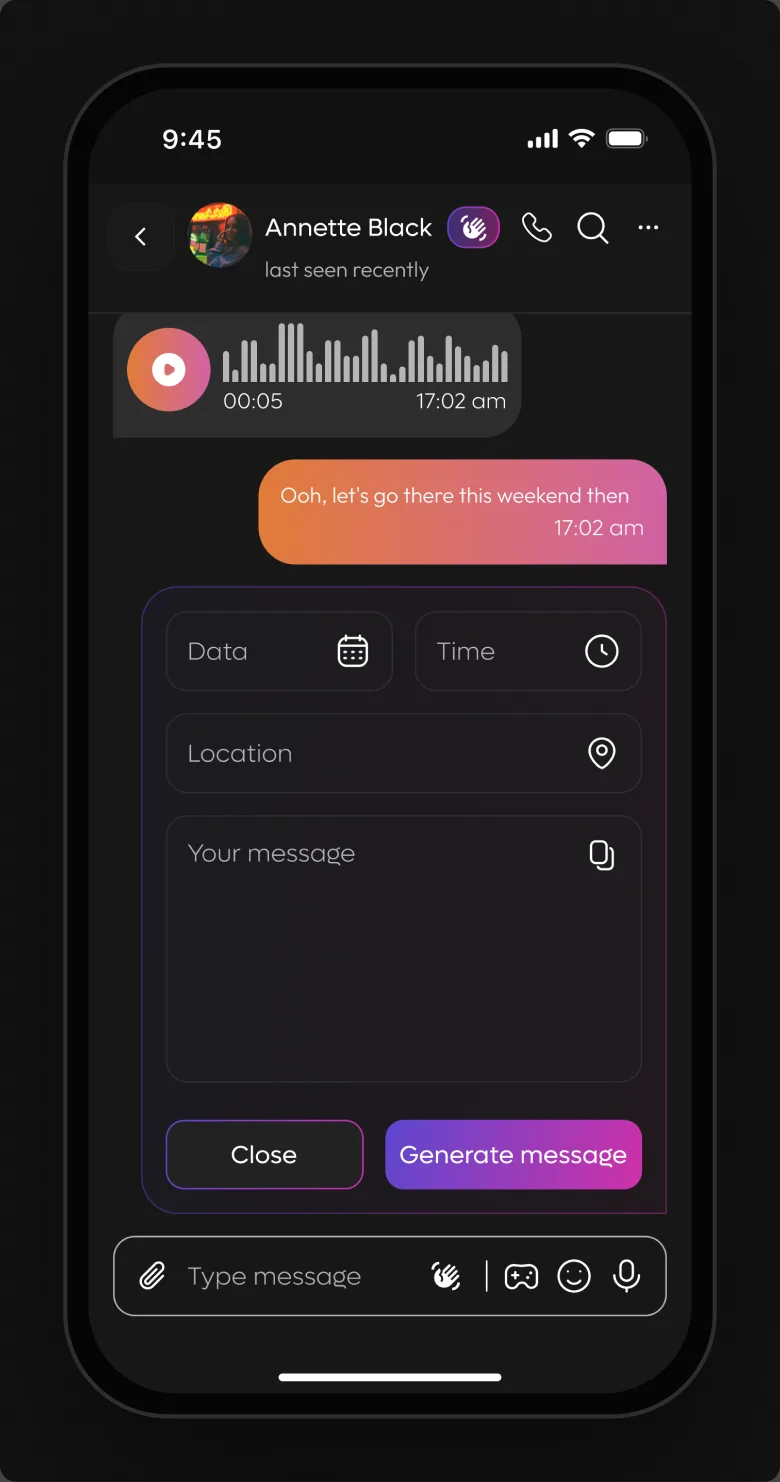 9:45
Annette Black
last seen recently
00:05 17:02 am
Ooh, let's go there this weekend then
17:02 am
Data Time
Location
Your message
Close Generate message
Type message